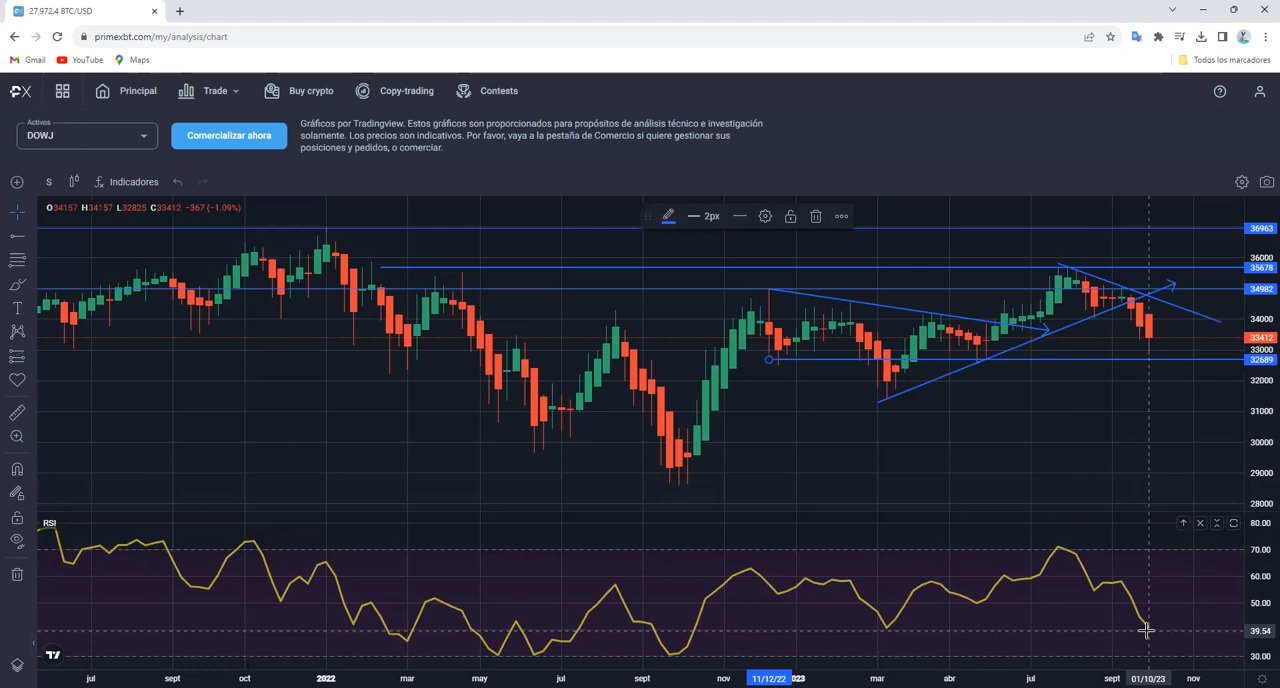 27,972.4 BTC/USD
primexbt.com/my/analysis/chart
Gmail YouTube Maps Todos los marcadores
PX Principal Trade Buy crypto Copy-trading Contests
Activos
DOWJ
Comercializar ahora
Gráficos por Tradingview. Estos gráficos son proporcionados para propósitos de análisis técnico e investigación
solamente. Los precios son indicativos. Por favor, vaya a la pestaña de Comercio si quiere gestionar sus
posiciones y pedidos, o comerciar.
S Indicadores
O34157 H34157 L32825 C33412 −367 (−1.09%)
2px
36963
36000
35678
34982
34000
33412
33000
32689
32000
31000
30000
29000
28000
RSI
80.00
70.00
60.00
50.00
39.54
30.00
jul sept oct 2022 mar may jul sept nov 11/12/22 023 mar abr jul sept 01/10/23 nov